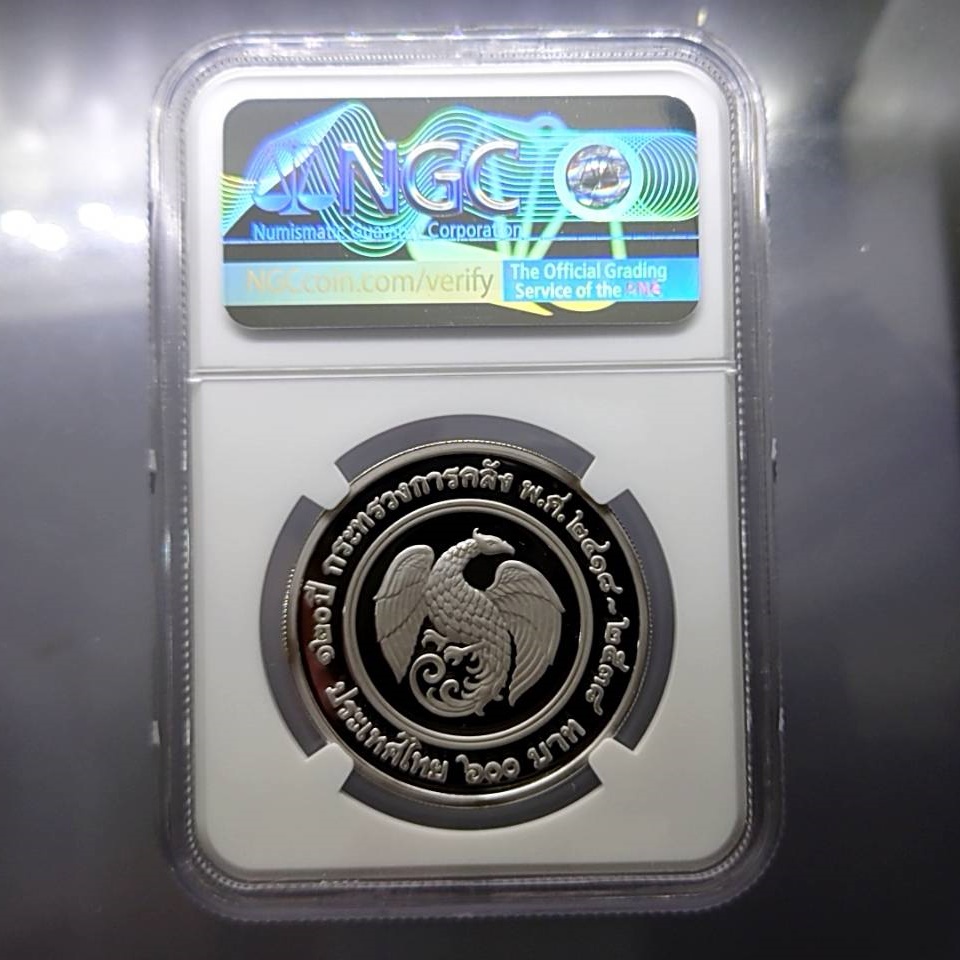 NGC
Numismatic Guaranty Corporation
NGCcoin.com/verify
The Official Grading
Service of the PMG
๑๒๐ปี กระทรวงการคลัง พ.ศ.๒๔๑๘-๒๕๓๘
ประเทศไทย ๖๐๐ บาท